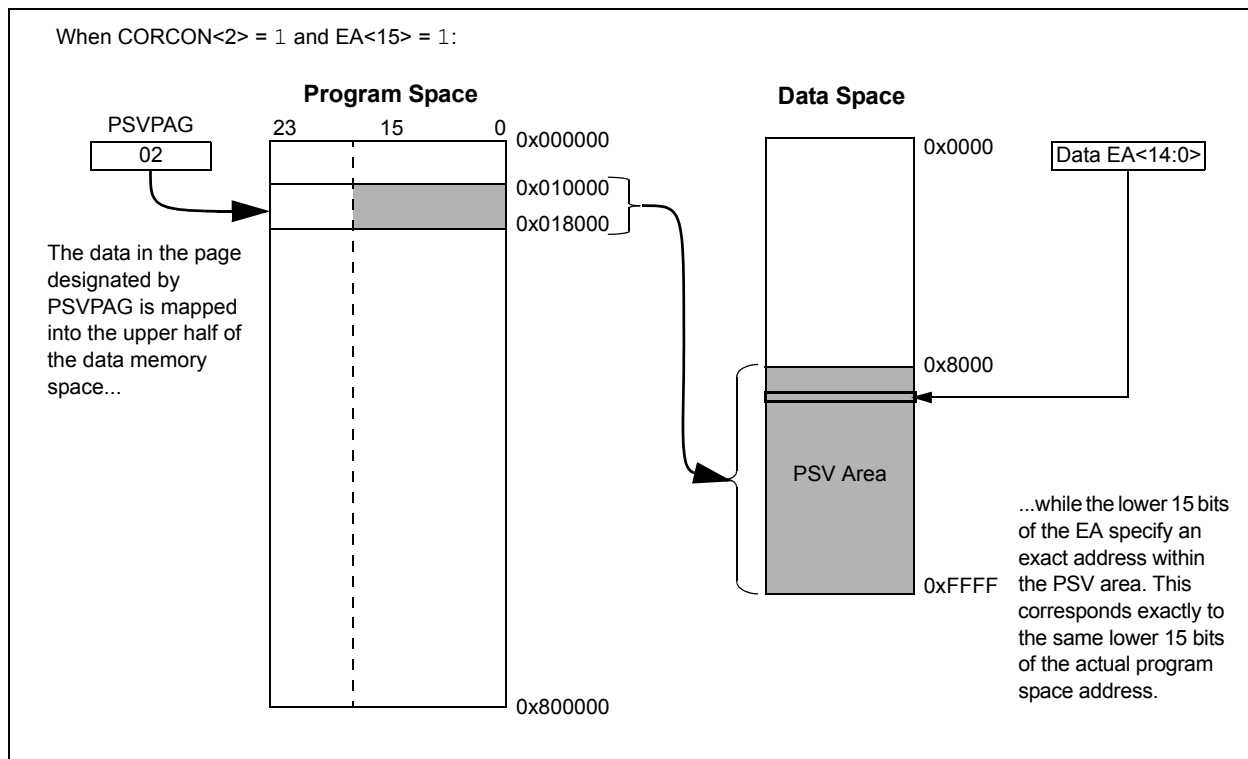 When CORCON<2> = 1 and EA<15> = 1:
Program Space
Data Space
PSVPAG
02
23
15
0
0x000000
0x010000
0x018000
0x800000
The data in the page
designated by
PSVPAG is mapped
into the upper half of
the data memory
space...
0x0000
0x8000
0xFFFF
PSV Area
Data EA<14:0>
...while the lower 15 bits
of the EA specify an
exact address within
the PSV area. This
corresponds exactly to
the same lower 15 bits
of the actual program
space address.